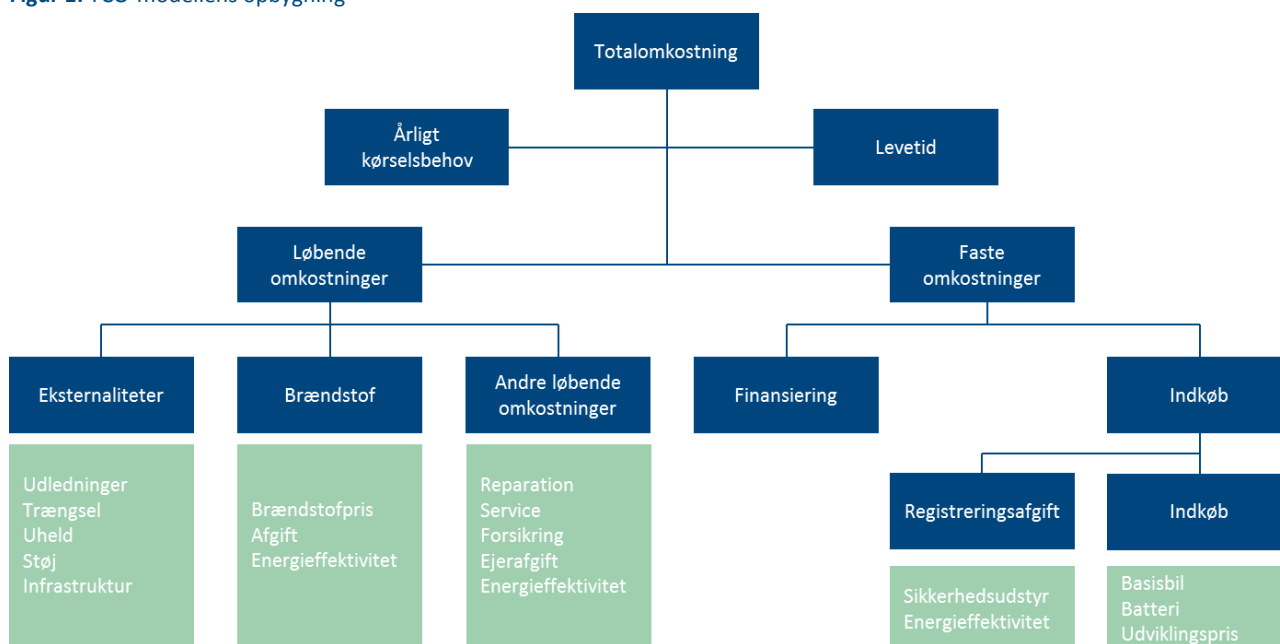 Totalomkostning
Årligt
kørselsbehov
Levetid
Løbende
omkostninger
Faste
omkostninger
Eksternaliteter
Brændstof
Andre løbende
omkostninger
Finansiering
Indkøb
Udledninger
Trængsel
Uheld
Støj
Infrastruktur
Brændstofpris
Afgift
Energieffektivitet
Reparation
Service
Forsikring
Ejerafgift
Energieffektivitet
Registreringsafgift
Indkøb
Sikkerhedsudstyr
Energieffektivitet
Basisbil
Batteri
Udviklingspris